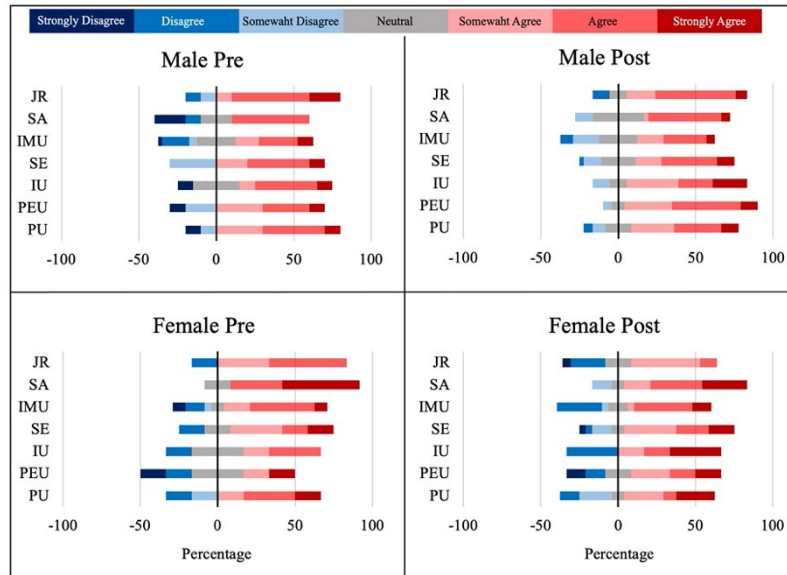 Strongly Disagree Disagree Somewaht Disagree Neutral Somewaht Agree Agree Strongly Agree
Male Pre
JR
SA
IMU
SE
IU
PEU
PU
-100 -50 0 50 100
Male Post
JR
SA
IMU
SE
IU
PEU
PU
-100 -50 0 50 100
Female Pre
JR
SA
IMU
SE
IU
PEU
PU
-100 -50 0 50 100
Percentage
Female Post
JR
SA
IMU
SE
IU
PEU
PU
-100 -50 0 50 100
Percentage